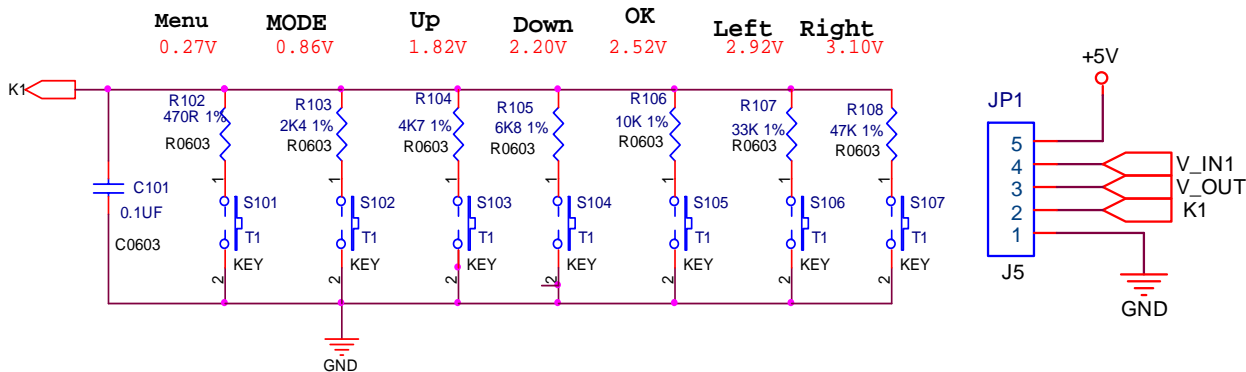 Menu MODE Up Down OK Left Right
0.27V 0.86V 1.82V 2.20V 2.52V 2.92V 3.10V
K1
R102 R103 R104 R105 R106 R107 R108
470R 1% 2K4 1% 4K7 1% 6K8 1% 10K 1% 33K 1% 47K 1%
R0603 R0603 R0603 R0603 R0603 R0603 R0603
1 1 1 1 1 1 1
C101
0.1UF
C0603
S101 S102 S103 S104 S105 S106 S107
T1 T1 T1 T1 T1 T1 T1
KEY KEY KEY KEY KEY KEY KEY
2 2 2 2 2 2 2
GND
+5V
JP1
5
4 V_IN1
3 V_OUT
2 K1
1
J5
GND